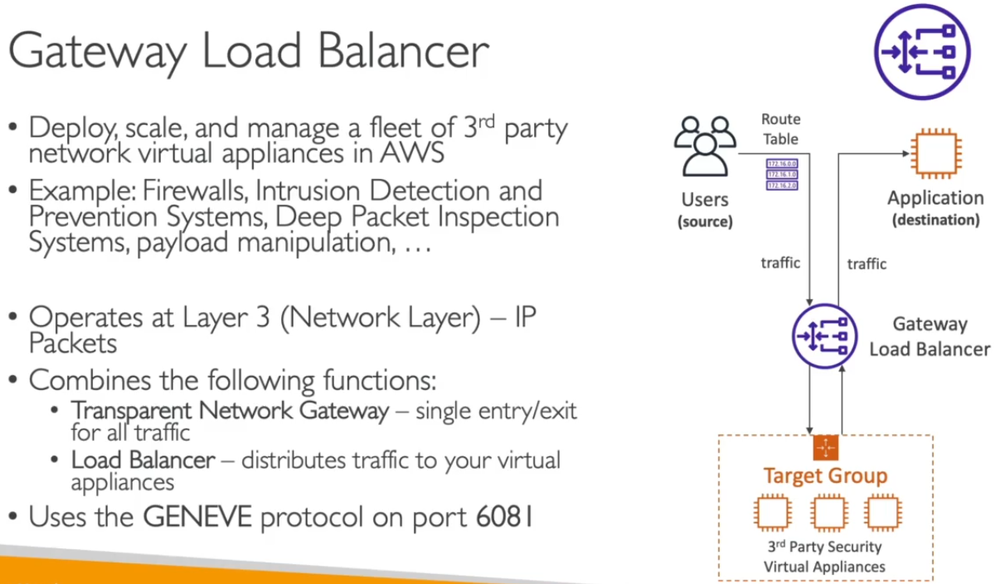 Gateway Load Balancer
• Deploy, scale, and manage a fleet of 3rd party
network virtual appliances in AWS
• Example: Firewalls, Intrusion Detection and
Prevention Systems, Deep Packet Inspection
Systems, payload manipulation, …
• Operates at Layer 3 (Network Layer) – IP
Packets
• Combines the following functions:
• Transparent Network Gateway – single entry/exit
for all traffic
• Load Balancer – distributes traffic to your virtual
appliances
• Uses the GENEVE protocol on port 6081
Route
Table
172.16.0.0
172.16.1.0
172.16.2.0
Users
(source)
Application
(destination)
traffic
traffic
Gateway
Load Balancer
Target Group
3rd Party Security
Virtual Appliances